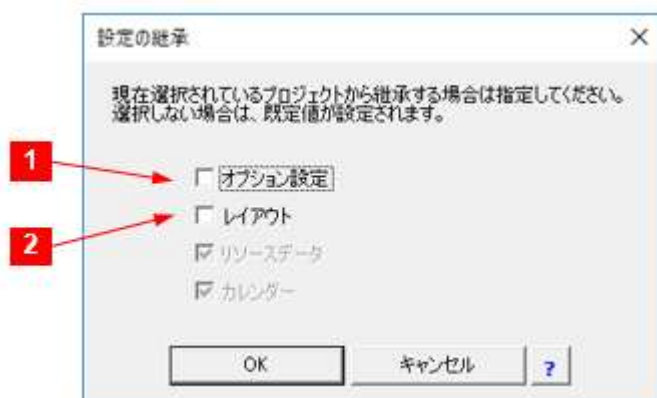 設定の継承
現在選択されているプロジェクトから継承する場合は指定してください。
選択しない場合は、既定値が設定されます。
1
オプション設定
レイアウト
2
リソースデータ
カレンダー
OK キャンセル ?